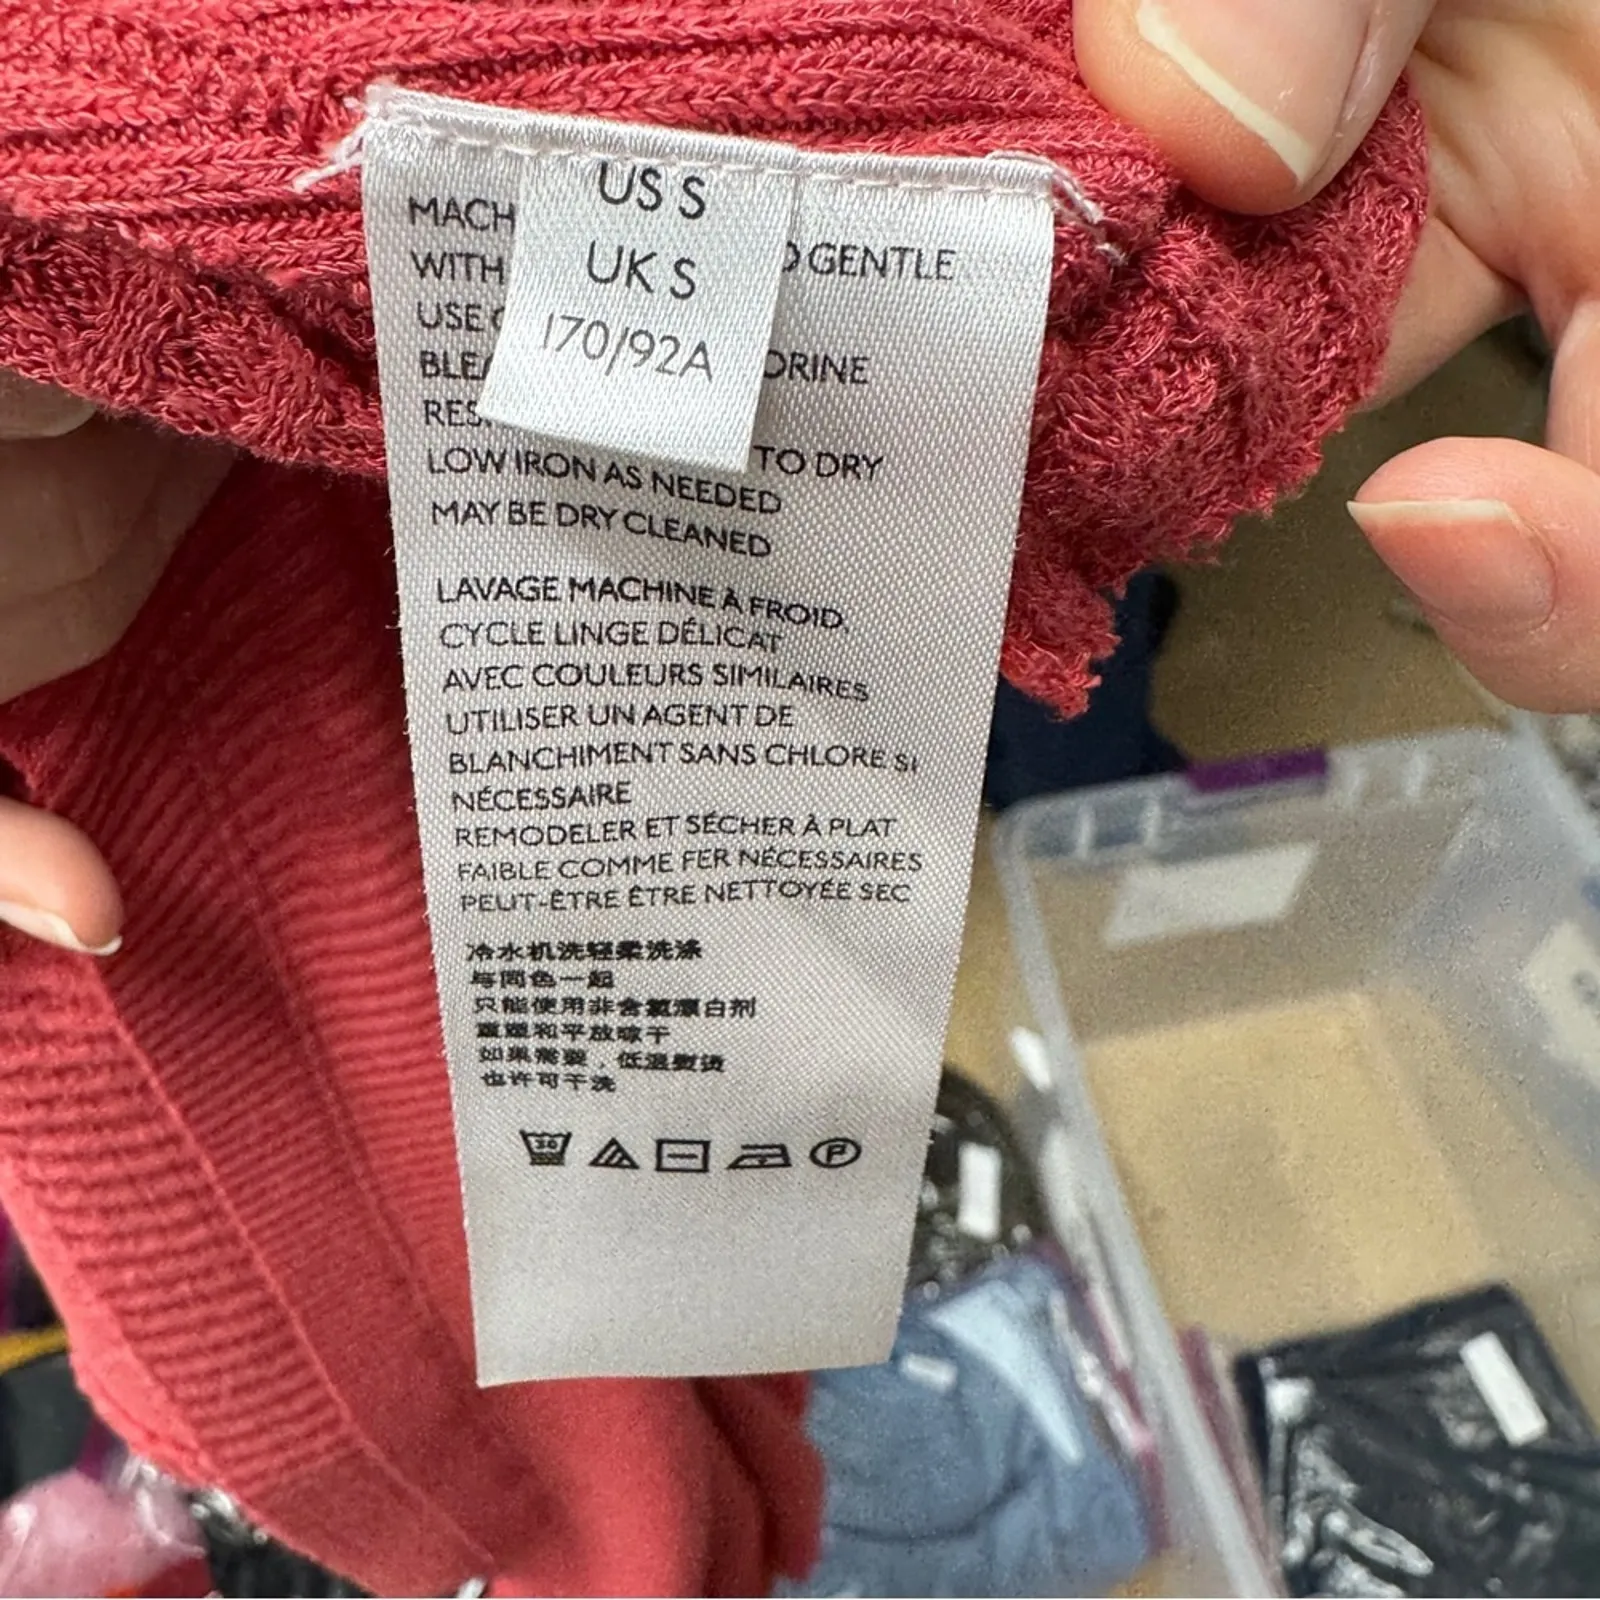 US S
UK S
170/92A
MACH
WITH GENTLE
USE
BLE ORINE
RES
TO DRY
LOW IRON AS NEEDED
MAY BE DRY CLEANED
LAVAGE MACHINE À FROID,
CYCLE LINGE DÉLICAT
AVEC COULEURS SIMILAIRES
UTILISER UN AGENT DE
BLANCHIMENT SANS CHLORE SI
NÉCESSAIRE
REMODELER ET SÉCHER À PLAT
FAIBLE COMME FER NÉCESSAIRES
PEUT-ÊTRE ÊTRE NETTOYÉE SEC
冷水机洗轻柔洗涤
与同色一起
只能使用非含氯漂白剂
重塑和平放晾干
如果需要，低温熨烫
也许可干洗
30
P